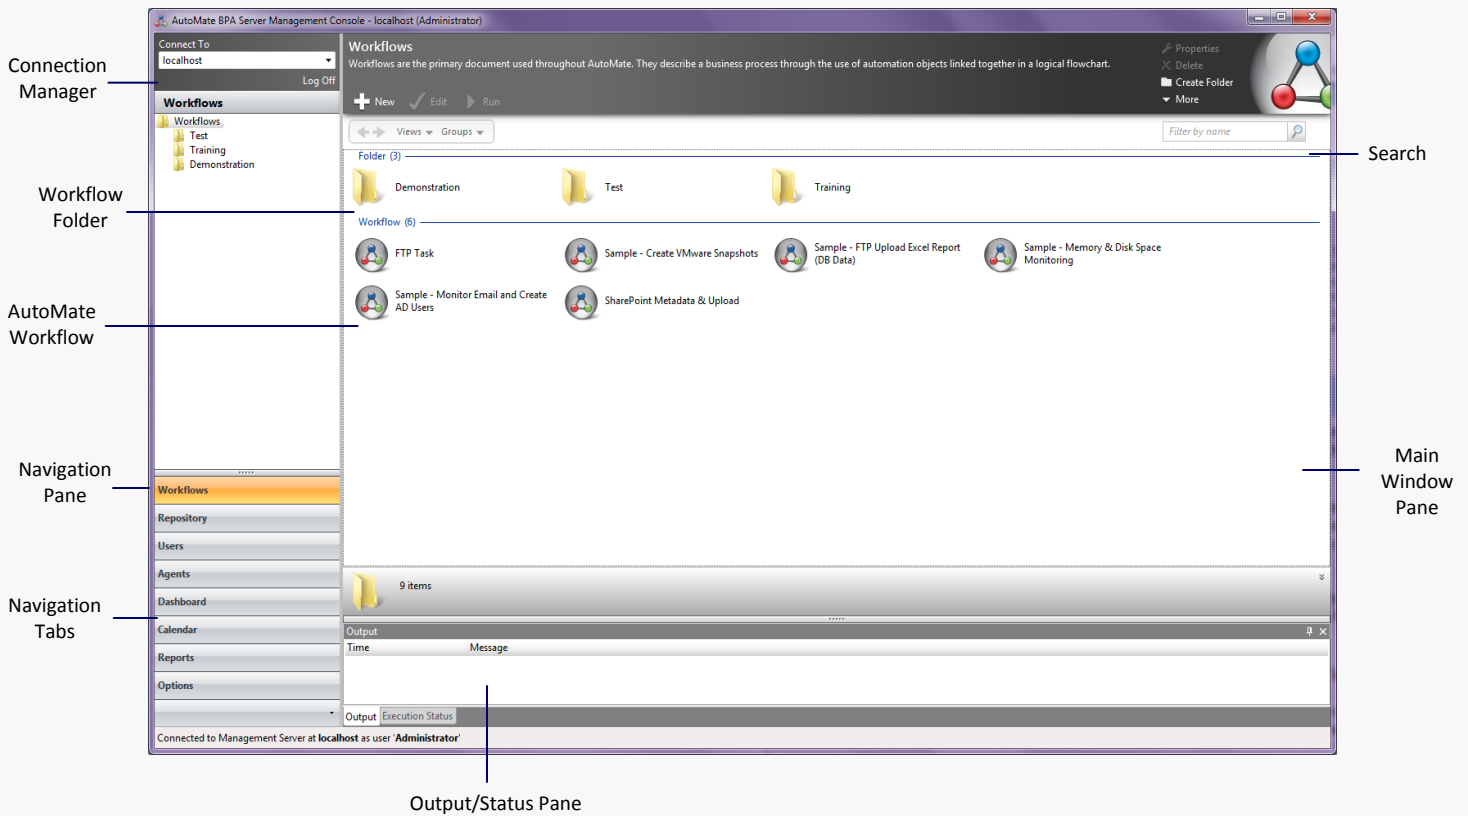 AutoMate BPA Server Management Console - localhost (Administrator)
Connect To
localhost
Log Off
Workflows
Workflows
Test
Training
Demonstration
Workflows
Workflows are the primary document used throughout AutoMate. They describe a business process through the use of automation objects linked together in a logical flowchart.
New Edit Run
Properties
Delete
Create Folder
More
Views Groups
Filter by name
Folder (3)
Demonstration
Test
Training
Workflow (6)
FTP Task
Sample - Create VMware Snapshots
Sample - FTP Upload Excel Report
(DB Data)
Sample - Memory & Disk Space
Monitoring
Sample - Monitor Email and Create
AD Users
SharePoint Metadata & Upload
Workflows
Repository
Users
Agents
Dashboard
Calendar
Reports
Options
9 items
Output
Time Message
Output Execution Status
Connected to Management Server at localhost as user 'Administrator'
Connection
Manager
Workflow
Folder
AutoMate
Workflow
Navigation
Pane
Navigation
Tabs
Search
Main
Window
Pane
Output/Status Pane